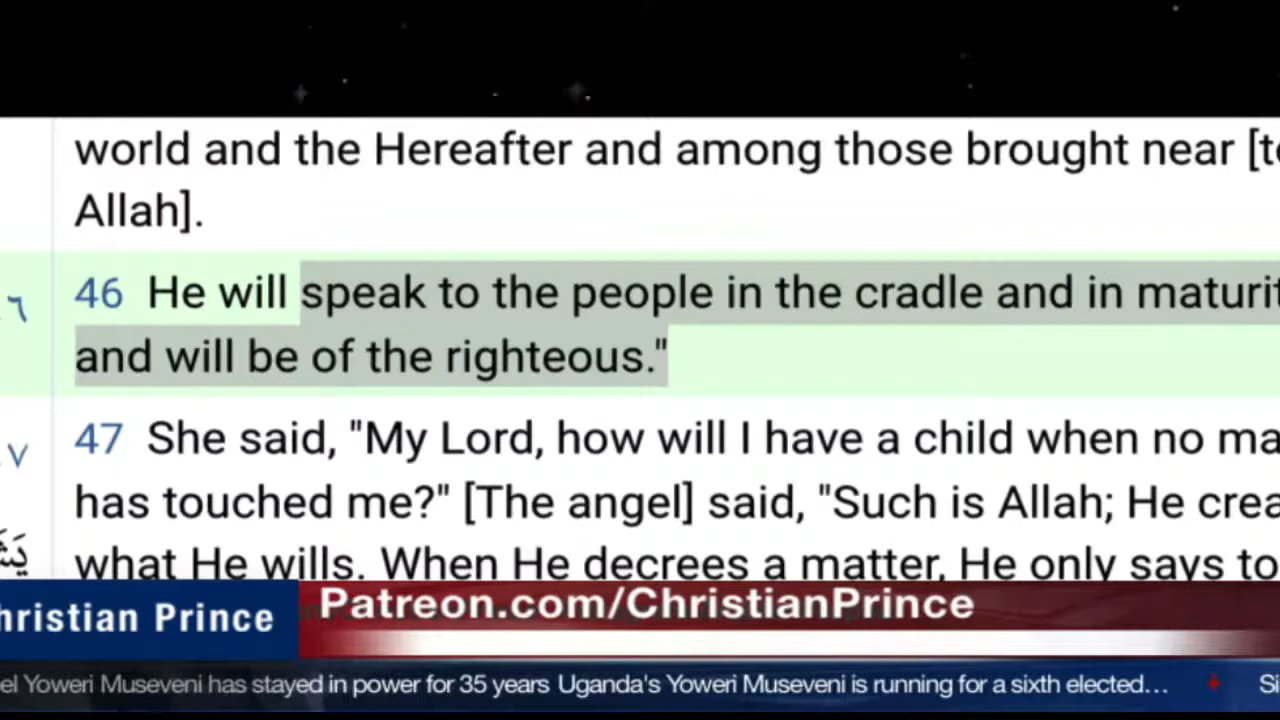 world and the Hereafter and among those brought near [t
Allah].
٦
46 He will speak to the people in the cradle and in maturi
and will be of the righteous."
٧
47 She said, "My Lord, how will I have a child when no ma
has touched me?" [The angel] said, "Such is Allah; He crea
what He wills. When He decrees a matter, He only says to
hristian Prince
Patreon.com/ChristianPrince
el Yoweri Museveni has stayed in power for 35 years Uganda's Yoweri Museveni is running for a sixth elected... Si